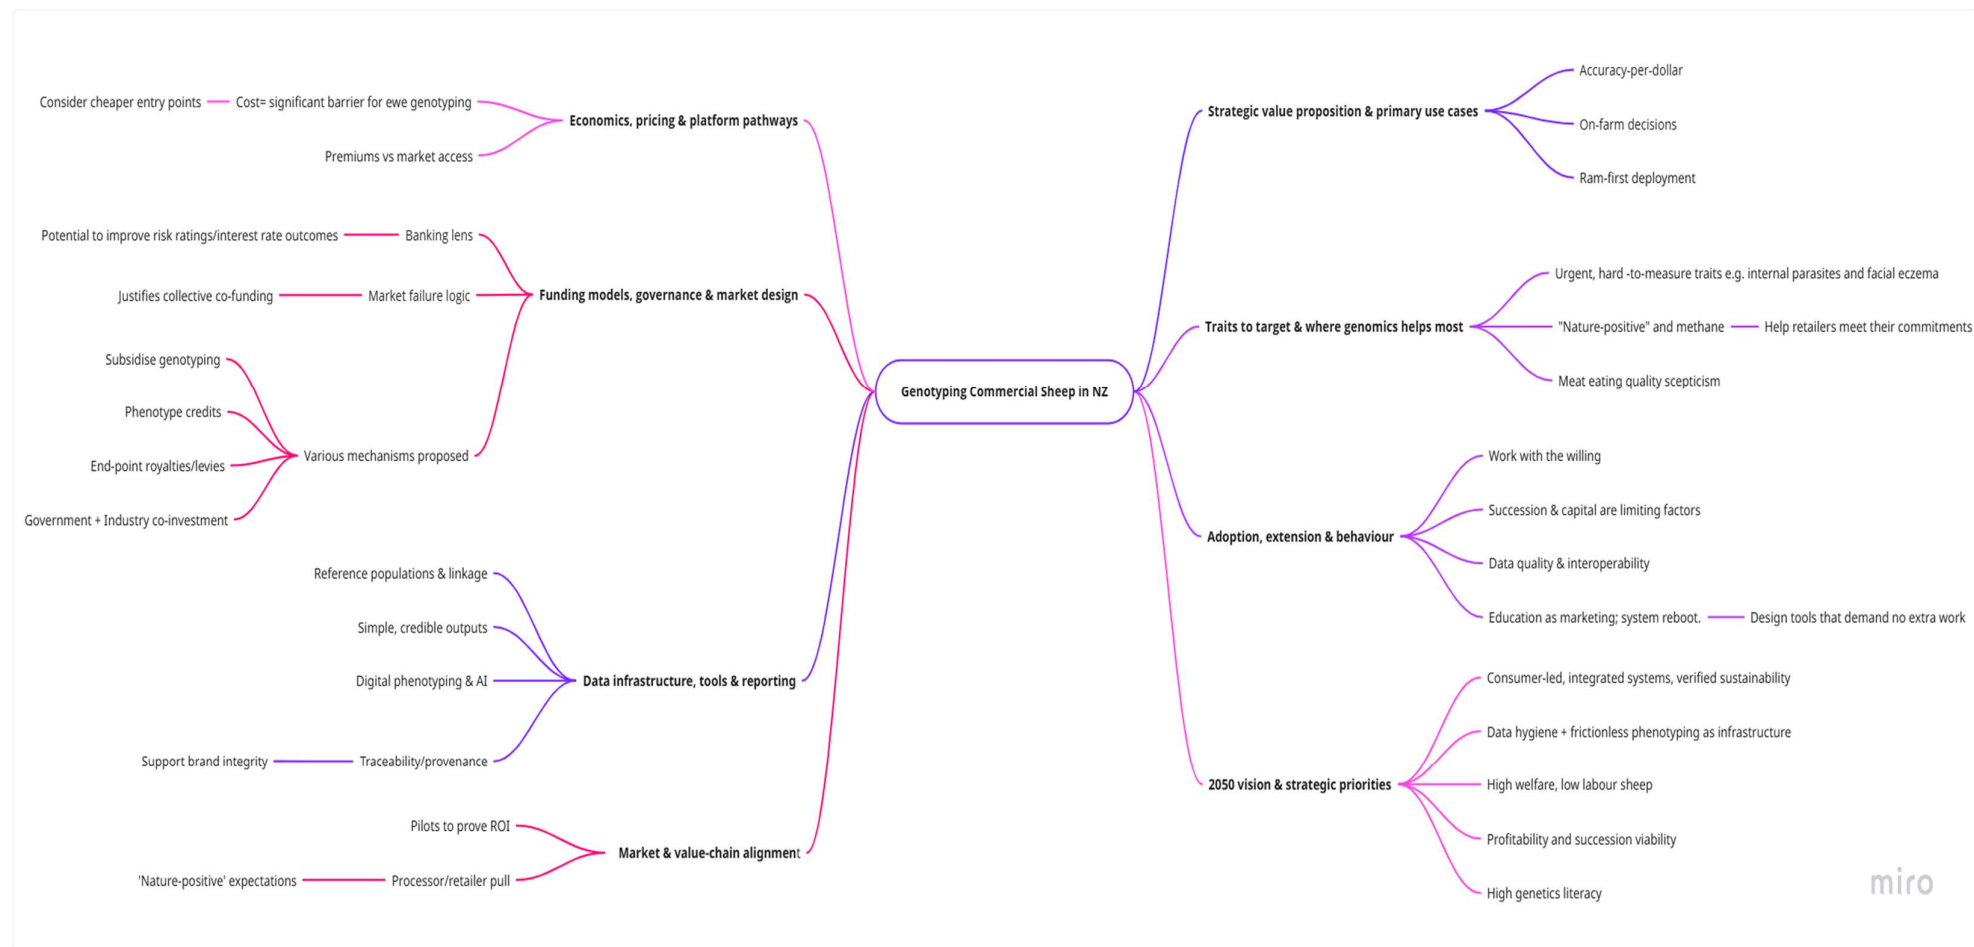 Genotyping Commercial Sheep in NZ
Economics, pricing & platform pathways
Cost= significant barrier for ewe genotyping
Consider cheaper entry points
Premiums vs market access
Funding models, governance & market design
Banking lens
Potential to improve risk ratings/interest rate outcomes
Market failure logic
Justifies collective co-funding
Various mechanisms proposed
Subsidise genotyping
Phenotype credits
End-point royalties/levies
Government + Industry co-investment
Data infrastructure, tools & reporting
Reference populations & linkage
Simple, credible outputs
Digital phenotyping & AI
Traceability/provenance
Support brand integrity
Market & value-chain alignment
Pilots to prove ROI
Processor/retailer pull
'Nature-positive' expectations
Strategic value proposition & primary use cases
Accuracy-per-dollar
On-farm decisions
Ram-first deployment
Traits to target & where genomics helps most
Urgent, hard -to-measure traits e.g. internal parasites and facial eczema
"Nature-positive" and methane
Help retailers meet their commitments
Meat eating quality scepticism
Adoption, extension & behaviour
Work with the willing
Succession & capital are limiting factors
Data quality & interoperability
Education as marketing; system reboot.
Design tools that demand no extra work
2050 vision & strategic priorities
Consumer-led, integrated systems, verified sustainability
Data hygiene + frictionless phenotyping as infrastructure
High welfare, low labour sheep
Profitability and succession viability
High genetics literacy
miro